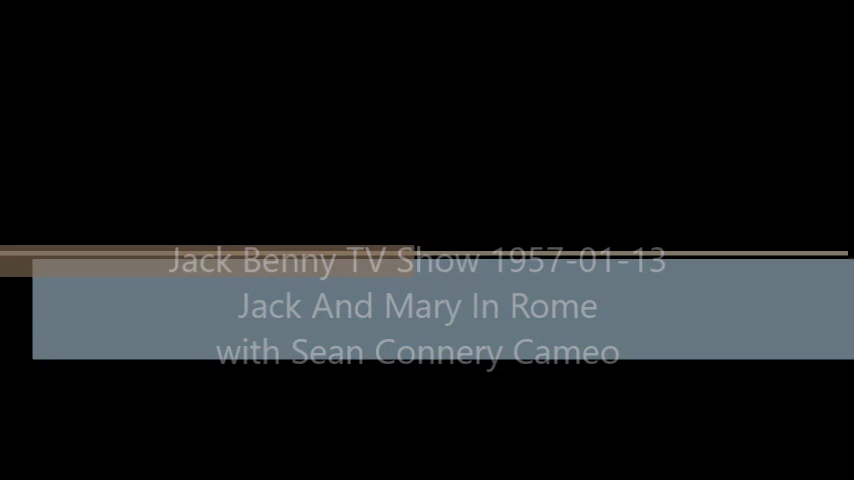 Jack Benny TV Show 1957-01-13
Jack And Mary In Rome
with Sean Connery Cameo